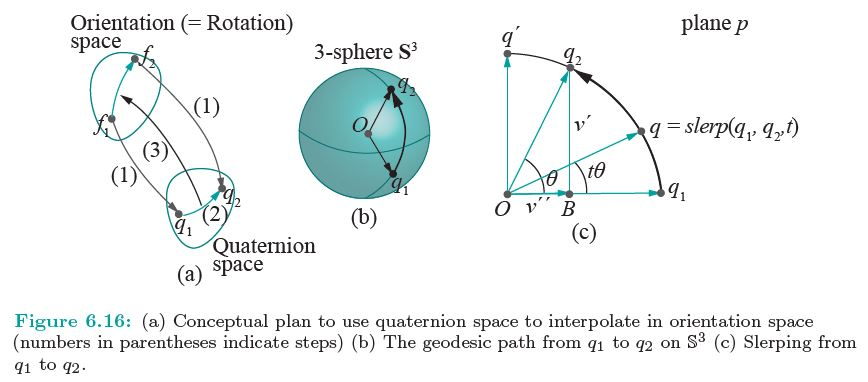 Orientation (= Rotation)
space
f₂
f₁
(1)
(1)
(3)
(2)
q₁
q₂
Quaternion
space
(a)
3-sphere S³
q₂
O
q₁
(b)
plane p
q′
q₂
v′
q = slerp(q₁, q₂,t)
θ
tθ
O
v′′
B
q₁
(c)
Figure 6.16: (a) Conceptual plan to use quaternion space to interpolate in orientation space
(numbers in parentheses indicate steps) (b) The geodesic path from q₁ to q₂ on 𝕊³ (c) Slerping from
q₁ to q₂.